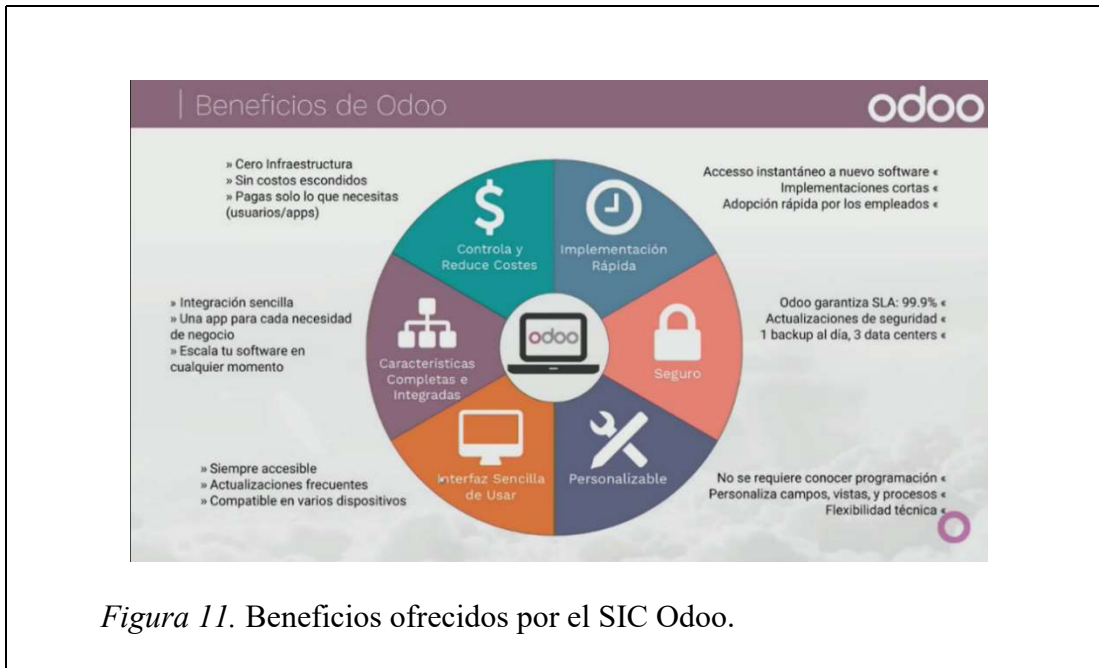 | Beneficios de Odoo
odoo
» Cero Infraestructura
» Sin costos escondidos
» Pagas solo lo que necesitas
(usuarios/apps)
$
Controla y
Reduce Costes
Implementación
Rápida
Accesso instantáneo a nuevo software «
Implementaciones cortas «
Adopción rápida por los empleados «
» Integración sencilla
» Una app para cada necesidad
de negocio
» Escala tu software en
cualquier momento
Características
Completas e
Integradas
odoo
Seguro
Odoo garantiza SLA: 99.9% «
Actualizaciones de seguridad «
1 backup al día, 3 data centers «
» Siempre accesible
» Actualizaciones frecuentes
» Compatible en varios dispositivos
Interfaz Sencilla
de Usar
Personalizable
No se requiere conocer programación «
Personaliza campos, vistas, y procesos «
Flexibilidad técnica «
Figura 11. Beneficios ofrecidos por el SIC Odoo.